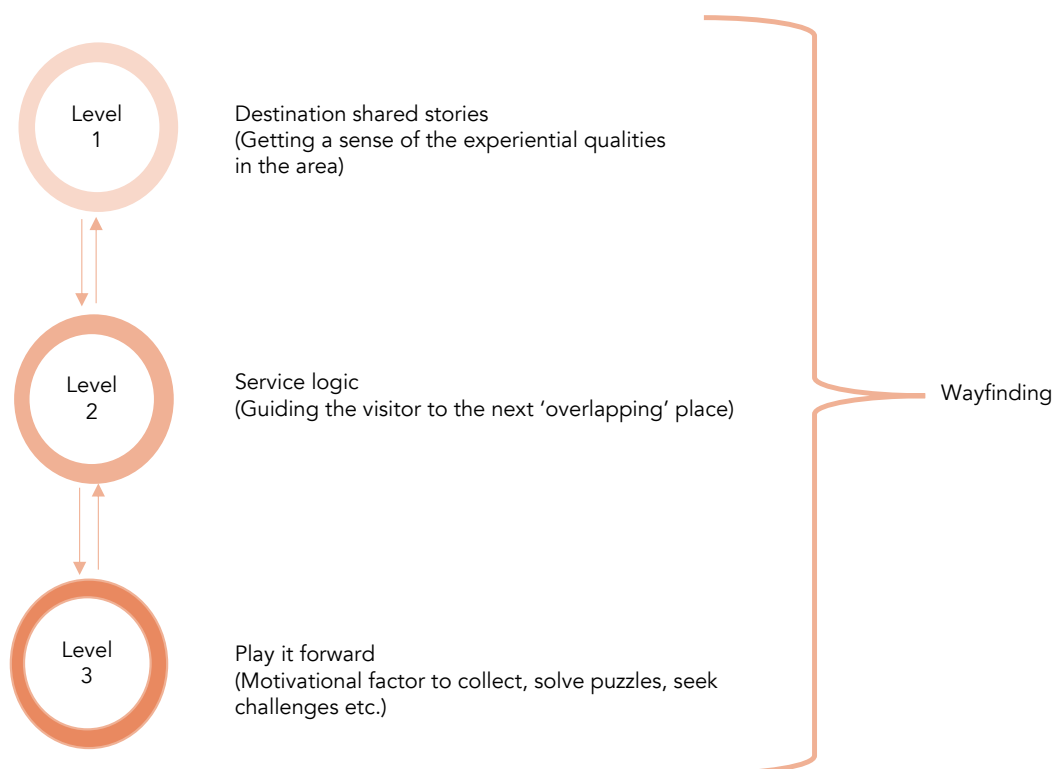 Level
1
Destination shared stories
(Getting a sense of the experiential qualities
in the area)
Level
2
Service logic
(Guiding the visitor to the next ‘overlapping’ place)
Wayfinding
Level
3
Play it forward
(Motivational factor to collect, solve puzzles, seek
challenges etc.)